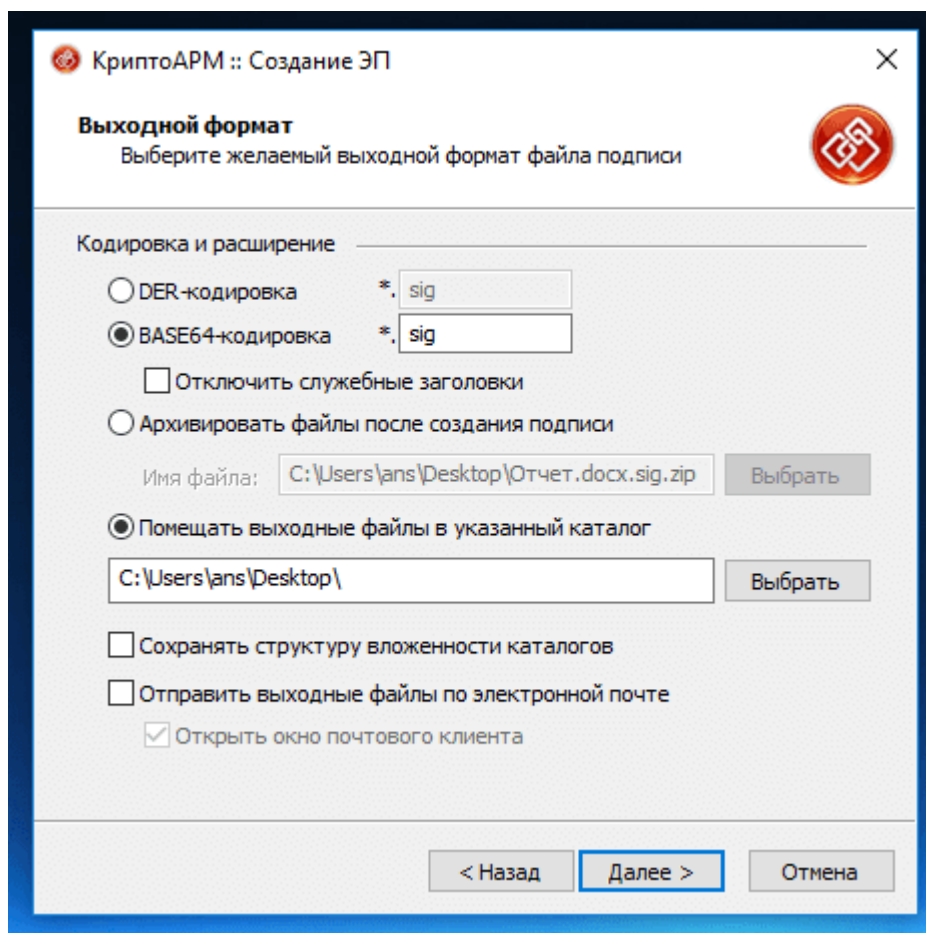 КриптоАРМ :: Создание ЭП
Выходной формат
Выберите желаемый выходной формат файла подписи
Кодировка и расширение
DER-кодировка *. sig
BASE64-кодировка *. sig
Отключить служебные заголовки
Архивировать файлы после создания подписи
Имя файла: C:\Users\ans\Desktop\Отчет.docx.sig.zip Выбрать
Помещать выходные файлы в указанный каталог
C:\Users\ans\Desktop\ Выбрать
Сохранять структуру вложенности каталогов
Отправить выходные файлы по электронной почте
Открыть окно почтового клиента
< Назад Далее > Отмена